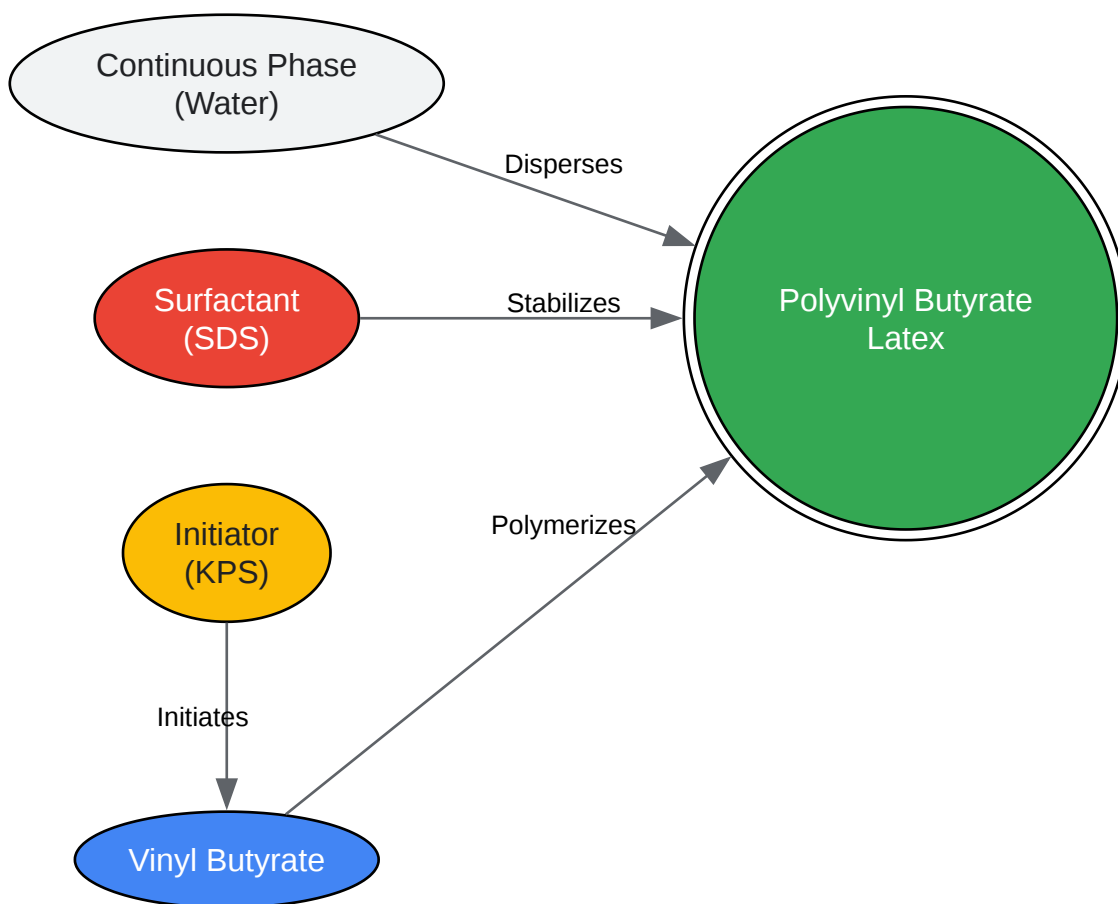 Continuous Phase
(Water)
Disperses
Surfactant
(SDS)
Stabilizes
Polyvinyl Butyrate
Latex
Initiator
(KPS)
Polymerizes
Initiates
Vinyl Butyrate